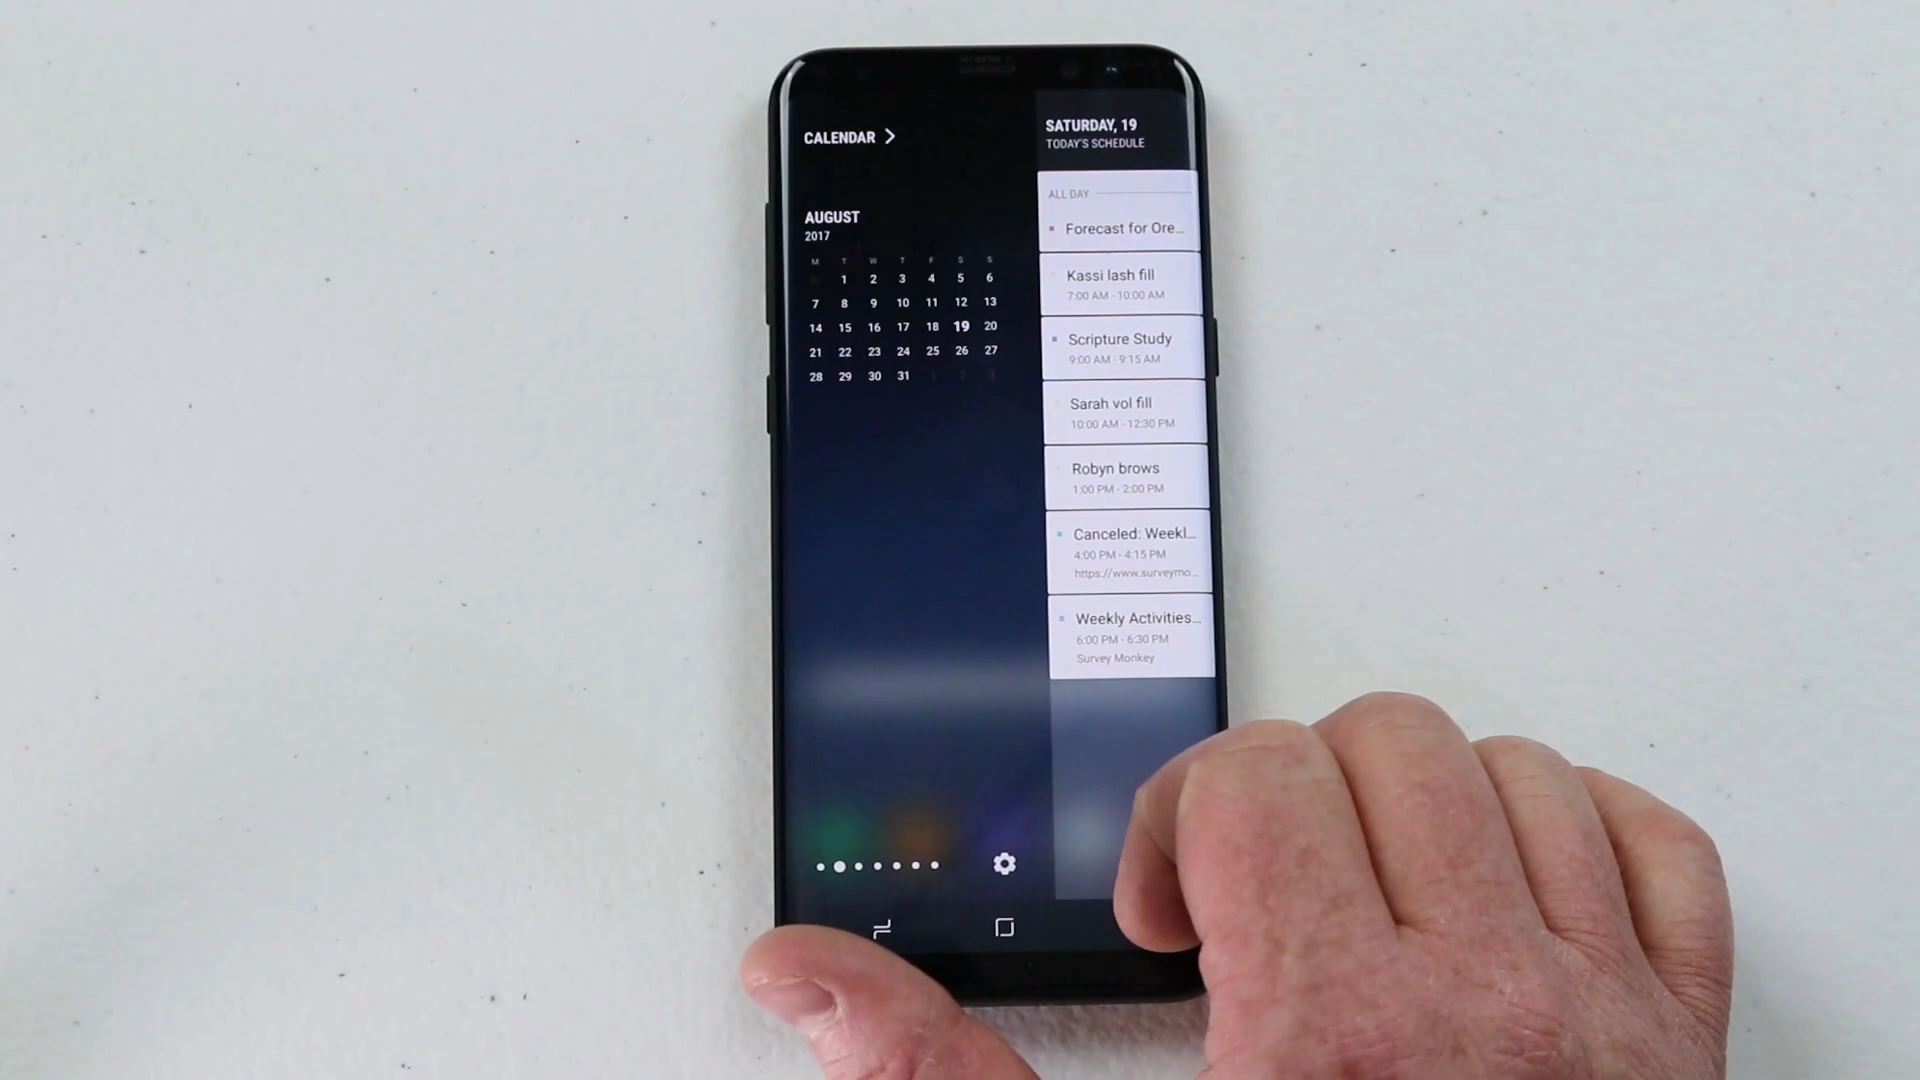 CALENDAR
AUGUST
2017
M T W T F S S
1 2 3 4 5 6
7 8 9 10 11 12 13
14 15 16 17 18 19 20
21 22 23 24 25 26 27
28 29 30 31 1 2 3
SATURDAY, 19
TODAY'S SCHEDULE
ALL DAY
Forecast for Ore...
Kassi lash fill
7:00 AM - 10:00 AM
Scripture Study
9:00 AM - 9:15 AM
Sarah vol fill
10:00 AM - 12:30 PM
Robyn brows
1:00 PM - 2:00 PM
Canceled: Weekl...
4:00 PM - 4:15 PM
https://www.surveymo...
Weekly Activities...
6:00 PM - 6:30 PM
Survey Monkey